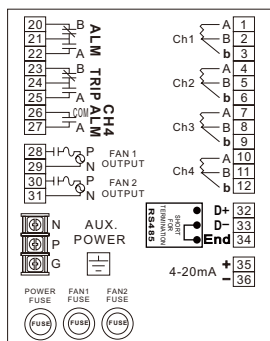 20 B
21
22 A
ALM
23 B
24
25 A
TRIP
26 COM
27 A
CH4
ALM
28 P
29 N
FAN 1
OUTPUT
30 P
31 N
FAN 2
OUTPUT
N
P
G
AUX.
POWER
POWER
FUSE
FAN1
FUSE
FAN2
FUSE
FUSE
FUSE
FUSE
Ch1
A 1
B 2
b 3
Ch2
A 4
B 5
b 6
Ch3
A 7
B 8
b 9
Ch4
A 10
B 11
b 12
RS485
TERMINATION
FOR
SHORT
D+ 32
D− 33
End 34
4-20mA
+ 35
− 36